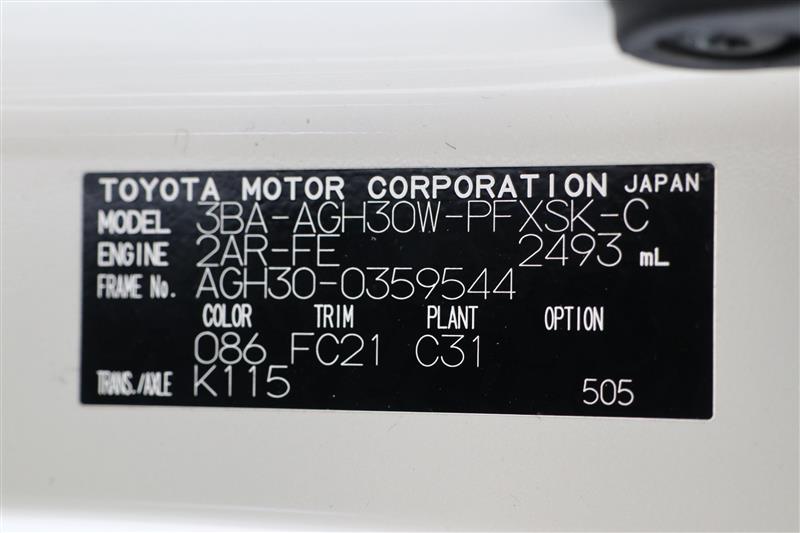 TOYOTA MOTOR CORPORATION JAPAN
MODEL 3BA-AGH30W-PFXSK-C
ENGINE 2AR-FE 2493 mL
FRAME No. AGH30-0359544
COLOR TRIM PLANT OPTION
086 FC21 C31
TRANS./AXLE K115 505